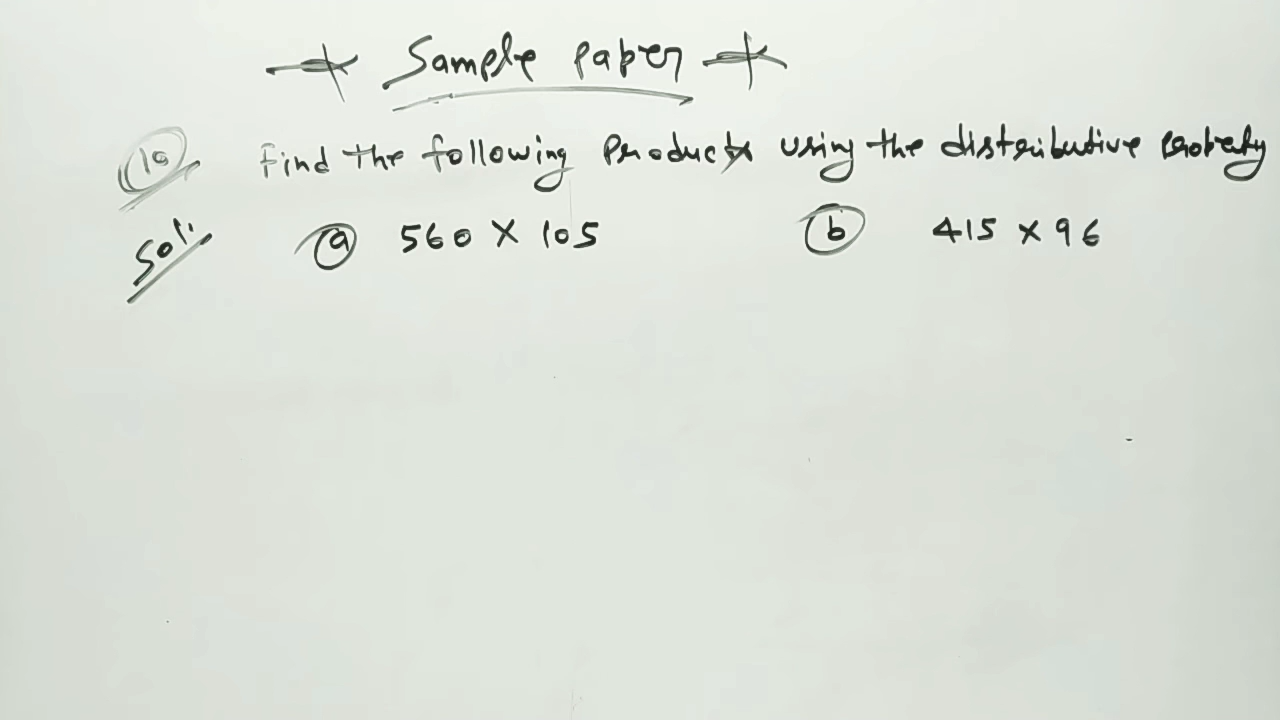 Sample paper
10 Find the following Products using the distributive property
Sol:
(a) 560 × 105 (b) 415 × 96